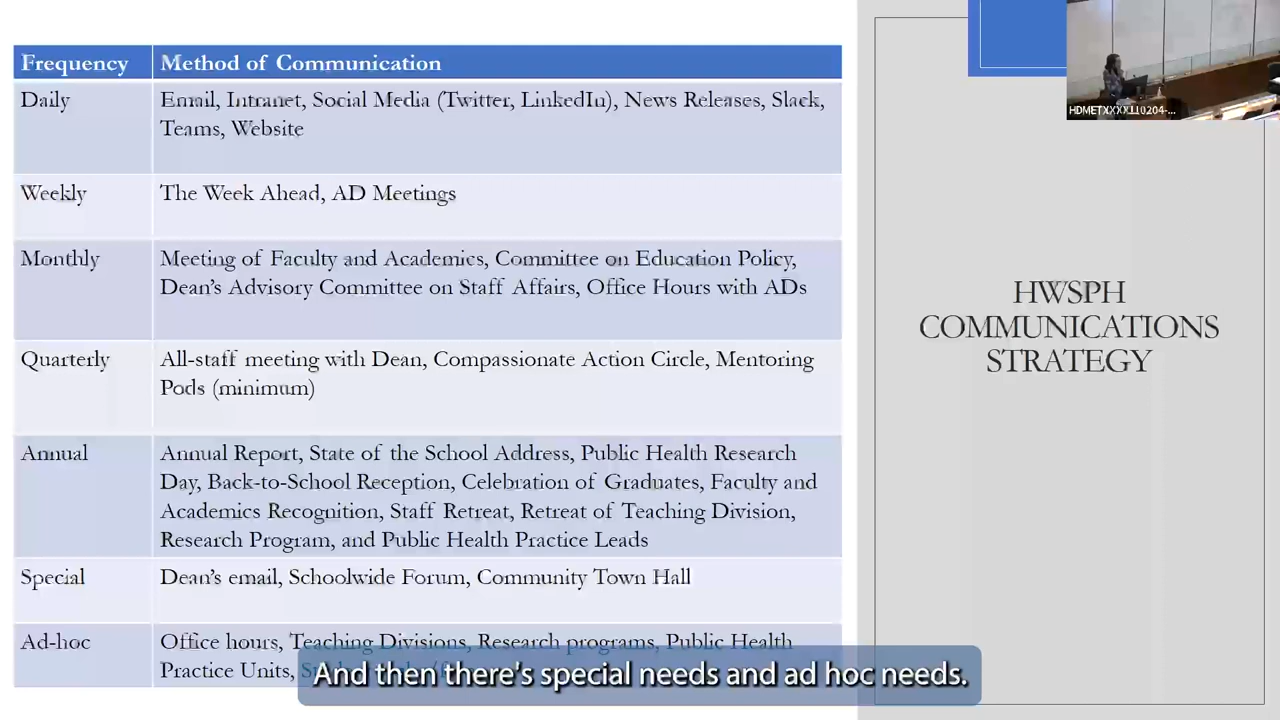 Frequency Method of Communication
Daily Email, Intranet, Social Media (Twitter, LinkedIn), News Releases, Slack,
Teams, Website
Weekly The Week Ahead, AD Meetings
Monthly Meeting of Faculty and Academics, Committee on Education Policy,
Dean's Advisory Committee on Staff Affairs, Office Hours with ADs
Quarterly All-staff meeting with Dean, Compassionate Action Circle, Mentoring
Pods (minimum)
Annual Annual Report, State of the School Address, Public Health Research
Day, Back-to-School Reception, Celebration of Graduates, Faculty and
Academics Recognition, Staff Retreat, Retreat of Teaching Division,
Research Program, and Public Health Practice Leads
Special Dean's email, Schoolwide Forum, Community Town Hall
Ad-hoc Office hours, Teaching Divisions, Research programs, Public Health
Practice Units,
And then there's special needs and ad hoc needs.
HWSPH
COMMUNICATIONS
STRATEGY
HDMETXXXX110204-...